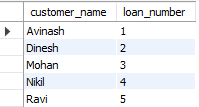 customer_name loan_number
Avinash 1
Dinesh 2
Mohan 3
Nikil 4
Ravi 5